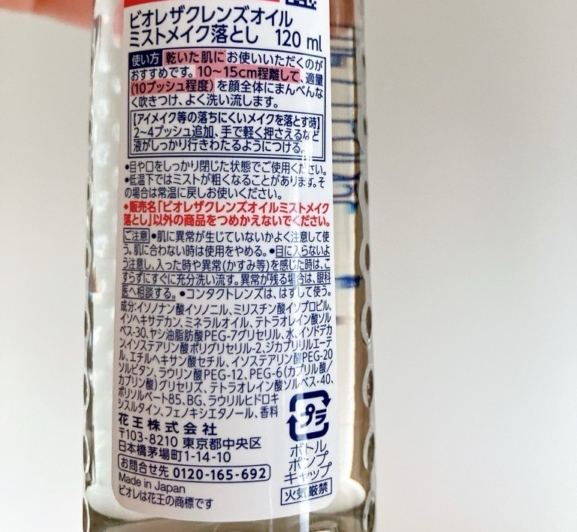 ビオレザクレンズオイル
ミストメイク落とし 120 ml
使い方 乾いた肌にお使いいただくのが
おすすめです。10〜15cm程離して、適量
(10プッシュ程度)を顔全体にまんべんな
く吹きつけ、よく洗い流します。
【アイメイク等の落ちにくいメイクを落とす時】
2〜4プッシュ追加、手で軽く押さえるなど
液がしっかり行きわたるようにつける。
•目や口をしっかり閉じた状態でご使用ください。
•低温下ではミストが粗くなることがあります。そ
の場合は常温に戻しお使いください。
•販売名「ビオレザクレンズオイルミストメイク
落とし」以外の商品をつめかえないでください。
ご注意 •肌に異常が生じていないかよく注意して使
う。肌に合わない時は使用をやめる。•目に入らないよ
う注意し、入った時や異常(かすみ等)を感じた時は、こ
すらずにすぐに充分洗い流す。異常が残る場合は、眼科
医へ相談する。•コンタクトレンズは、はずして使う。
成分:イソノナン酸イソノニル、ミリスチン酸イソプロピル、
イソヘキサデカン、ミネラルオイル、テトラオレイン酸ソル
ベス-30、ヤシ油脂肪酸PEG-7グリセリル、水、イソドデカ
ン、イソステアリン酸ポリグリセリル-2、ジカプリリルエーテ
ル、エチルヘキサン酸セチル、イソステアリン酸PEG-20
ソルビタン、ラウリン酸PEG-12、PEG-6(カプリル酸/
カプリン酸)グリセリズ、テトラオレイン酸ソルベス-40、
ポリソルベート85、BG、ラウリルヒドロキ
シスルタイン、フェノキシエタノール、香料
花王株式会社
〒103-8210 東京都中央区
日本橋茅場町1-14-10
お問合せ先 0120-165-692
Made in Japan
ビオレは花王の商標です
プラ
ボトル
ポンプ
キャップ
火気厳禁